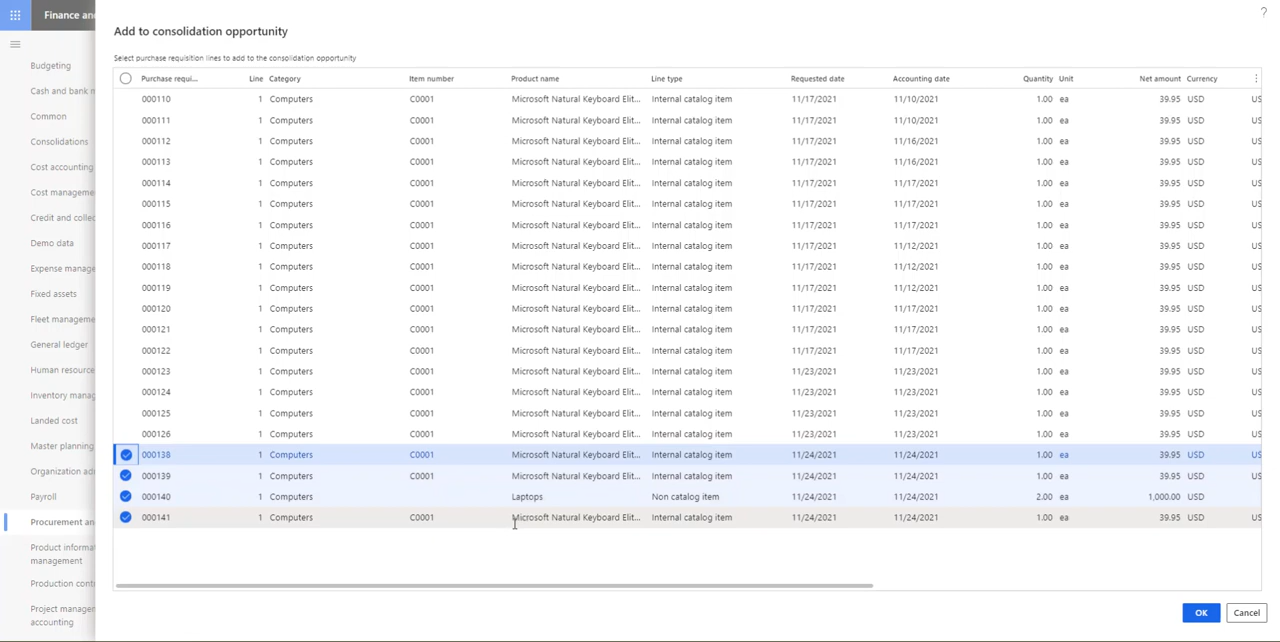 Finance and
?
Add to consolidation opportunity
Select purchase requisition lines to add to the consolidation opportunity
Budgeting
Cash and bank m
Common
Consolidations
Cost accounting
Cost manageme
Credit and collec
Demo data
Expense manage
Fixed assets
Fleet manageme
General ledger
Human resource
Inventory manag
Landed cost
Master planning
Organization adm
Payroll
Procurement an
Product informat
management
Production contr
Project managem
accounting
Purchase requi... Line Category Item number Product name Line type Requested date Accounting date Quantity Unit Net amount Currency
000110 1 Computers C0001 Microsoft Natural Keyboard Elit... Internal catalog item 11/17/2021 11/10/2021 1.00 ea 39.95 USD US
000111 1 Computers C0001 Microsoft Natural Keyboard Elit... Internal catalog item 11/17/2021 11/10/2021 1.00 ea 39.95 USD US
000112 1 Computers C0001 Microsoft Natural Keyboard Elit... Internal catalog item 11/17/2021 11/16/2021 1.00 ea 39.95 USD US
000113 1 Computers C0001 Microsoft Natural Keyboard Elit... Internal catalog item 11/17/2021 11/16/2021 1.00 ea 39.95 USD US
000114 1 Computers C0001 Microsoft Natural Keyboard Elit... Internal catalog item 11/17/2021 11/17/2021 1.00 ea 39.95 USD US
000115 1 Computers C0001 Microsoft Natural Keyboard Elit... Internal catalog item 11/17/2021 11/17/2021 1.00 ea 39.95 USD US
000116 1 Computers C0001 Microsoft Natural Keyboard Elit... Internal catalog item 11/17/2021 11/17/2021 1.00 ea 39.95 USD US
000117 1 Computers C0001 Microsoft Natural Keyboard Elit... Internal catalog item 11/17/2021 11/12/2021 1.00 ea 39.95 USD US
000118 1 Computers C0001 Microsoft Natural Keyboard Elit... Internal catalog item 11/17/2021 11/12/2021 1.00 ea 39.95 USD US
000119 1 Computers C0001 Microsoft Natural Keyboard Elit... Internal catalog item 11/17/2021 11/17/2021 1.00 ea 39.95 USD US
000120 1 Computers C0001 Microsoft Natural Keyboard Elit... Internal catalog item 11/17/2021 11/17/2021 1.00 ea 39.95 USD US
000121 1 Computers C0001 Microsoft Natural Keyboard Elit... Internal catalog item 11/17/2021 11/17/2021 1.00 ea 39.95 USD US
000122 1 Computers C0001 Microsoft Natural Keyboard Elit... Internal catalog item 11/17/2021 11/17/2021 1.00 ea 39.95 USD US
000123 1 Computers C0001 Microsoft Natural Keyboard Elit... Internal catalog item 11/23/2021 11/23/2021 1.00 ea 39.95 USD US
000124 1 Computers C0001 Microsoft Natural Keyboard Elit... Internal catalog item 11/23/2021 11/23/2021 1.00 ea 39.95 USD US
000125 1 Computers C0001 Microsoft Natural Keyboard Elit... Internal catalog item 11/23/2021 11/23/2021 1.00 ea 39.95 USD US
000126 1 Computers C0001 Microsoft Natural Keyboard Elit... Internal catalog item 11/23/2021 11/23/2021 1.00 ea 39.95 USD US
000138 1 Computers C0001 Microsoft Natural Keyboard Elit... Internal catalog item 11/24/2021 11/24/2021 1.00 ea 39.95 USD US
000139 1 Computers C0001 Microsoft Natural Keyboard Elit... Internal catalog item 11/24/2021 11/24/2021 1.00 ea 39.95 USD US
000140 1 Computers Laptops Non catalog item 11/24/2021 11/24/2021 2.00 ea 1,000.00 USD
000141 1 Computers C0001 Microsoft Natural Keyboard Elit... Internal catalog item 11/24/2021 11/24/2021 1.00 ea 39.95 USD US
OK Cancel